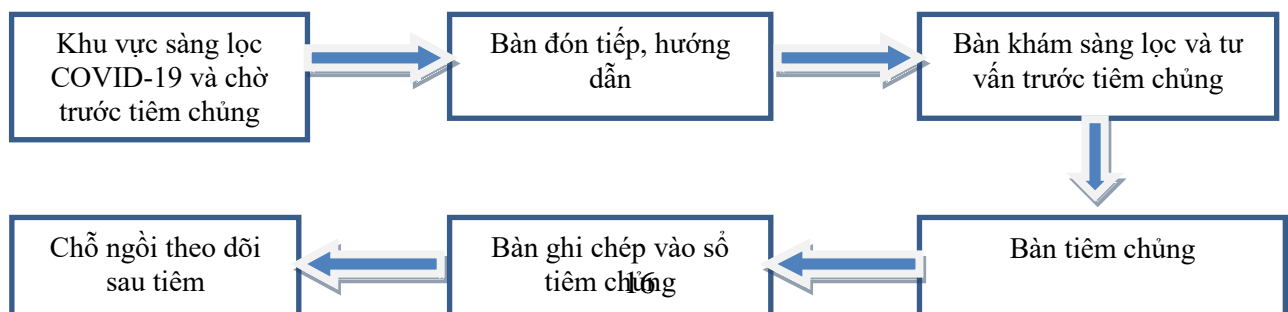 Khu vực sàng lọc
COVID-19 và chờ
trước tiêm chủng
Bàn đón tiếp, hướng
dẫn
Bàn khám sàng lọc và tư
vấn trước tiêm chủng
Bàn tiêm chủng
Bàn ghi chép vào sổ
tiêm chủng
16
Chỗ ngồi theo dõi
sau tiêm